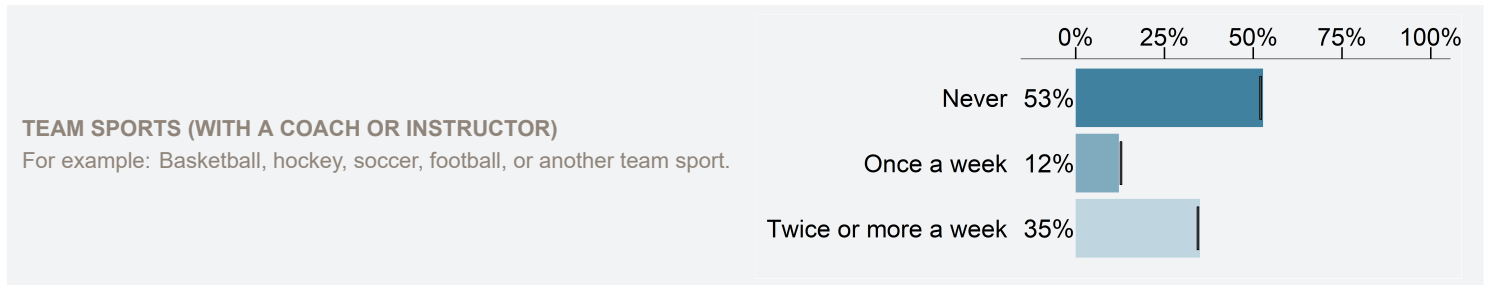 0% 25% 50% 75% 100%
Never 53%
TEAM SPORTS (WITH A COACH OR INSTRUCTOR)
For example: Basketball, hockey, soccer, football, or another team sport.
Once a week 12%
Twice or more a week 35%